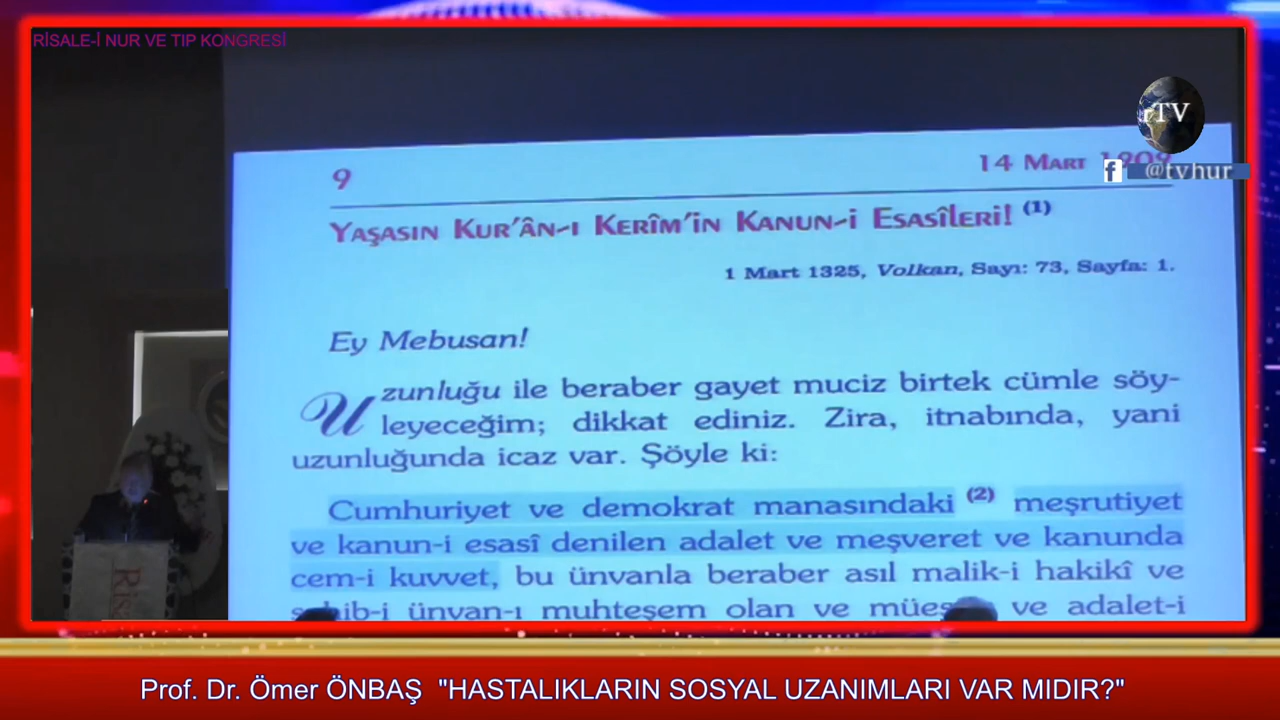 RİSALE-İ NUR VE TIP KONGRESİ
rTV
@tvhur
9
14 MART 1909
YAŞASIN KUR'ÂN-I KERÎM'İN KANUN-İ ESASÎLERİ! (1)
1 Mart 1325, Volkan, Sayı: 73, Sayfa: 1.
Ey Mebusan!
Uzunluğu ile beraber gayet muciz birtek cümle söy-
leyeceğim; dikkat ediniz. Zira, itnabında, yani
uzunluğunda icaz var. Şöyle ki:
Cumhuriyet ve demokrat manasındaki (2) meşrutiyet
ve kanun-i esasî denilen adalet ve meşveret ve kanunda
cem-i kuvvet, bu ünvanla beraber asıl malik-i hakikî ve
ünvan-ı muhteşem olan ve ve adalet-i
Prof. Dr. Ömer ÖNBAŞ "HASTALIKLARIN SOSYAL UZANIMLARI VAR MIDIR?"